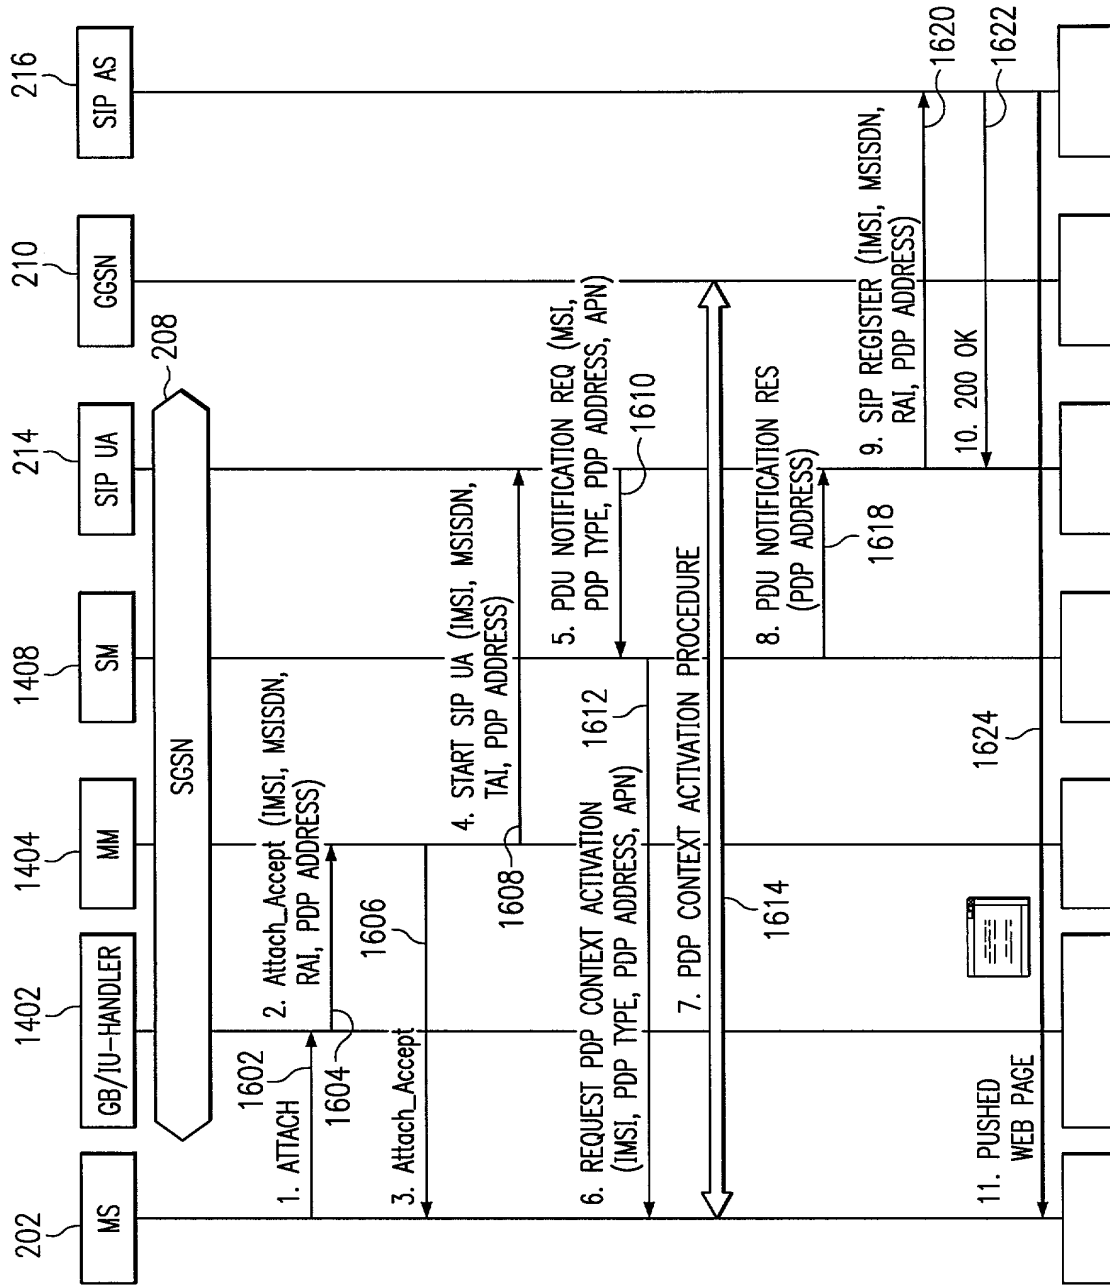 202
1402
1404
1408
214
210
216
MS
GB/IU-HANDLER
MM
SM
SIP UA
GGSN
SIP AS
SGSN
208
1. ATTACH
1602
2. Attach_Accept (IMSI, MSISDN,
RAI, PDP ADDRESS)
1604
3. Attach_Accept
1606
4. START SIP UA (IMSI, MSISDN,
TAI, PDP ADDRESS)
1608
5. PDU NOTIFICATION REQ (MSI,
PDP TYPE, PDP ADDRESS, APN)
1610
6. REQUEST PDP CONTEXT ACTIVATION
(IMSI, PDP TYPE, PDP ADDRESS, APN)
1612
7. PDP CONTEXT ACTIVATION PROCEDURE
1614
8. PDU NOTIFICATION RES
(PDP ADDRESS)
1618
9. SIP REGISTER (IMSI, MSISDN,
RAI, PDP ADDRESS)
1620
10. 200 OK
1622
11. PUSHED
WEB PAGE
1624